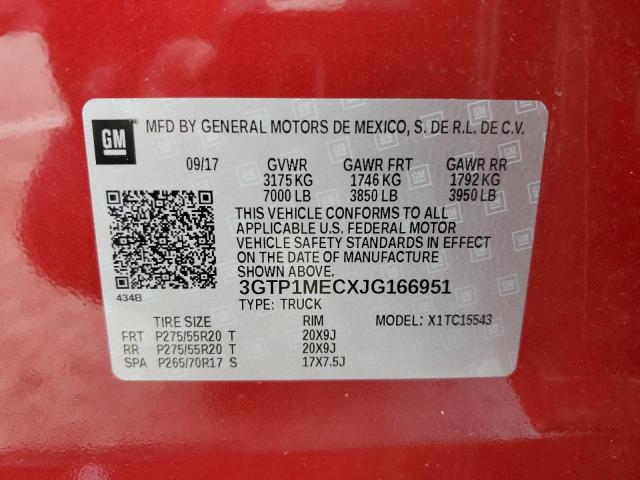 GM
MFD BY GENERAL MOTORS DE MEXICO, S. DE R.L. DE C.V.
09/17 GVWR GAWR FRT GAWR RR
3175 KG 1746 KG 1792 KG
7000 LB 3850 LB 3950 LB
THIS VEHICLE CONFORMS TO ALL
APPLICABLE U.S. FEDERAL MOTOR
VEHICLE SAFETY STANDARDS IN EFFECT
ON THE DATE OF MANUFACTURE
SHOWN ABOVE.
434B
3GTP1MECXJG166951
TYPE: TRUCK
TIRE SIZE RIM MODEL: X1TC15543
FRT P275/55R20 T 20X9J
RR P275/55R20 T 20X9J
SPA P265/70R17 S 17X7.5J